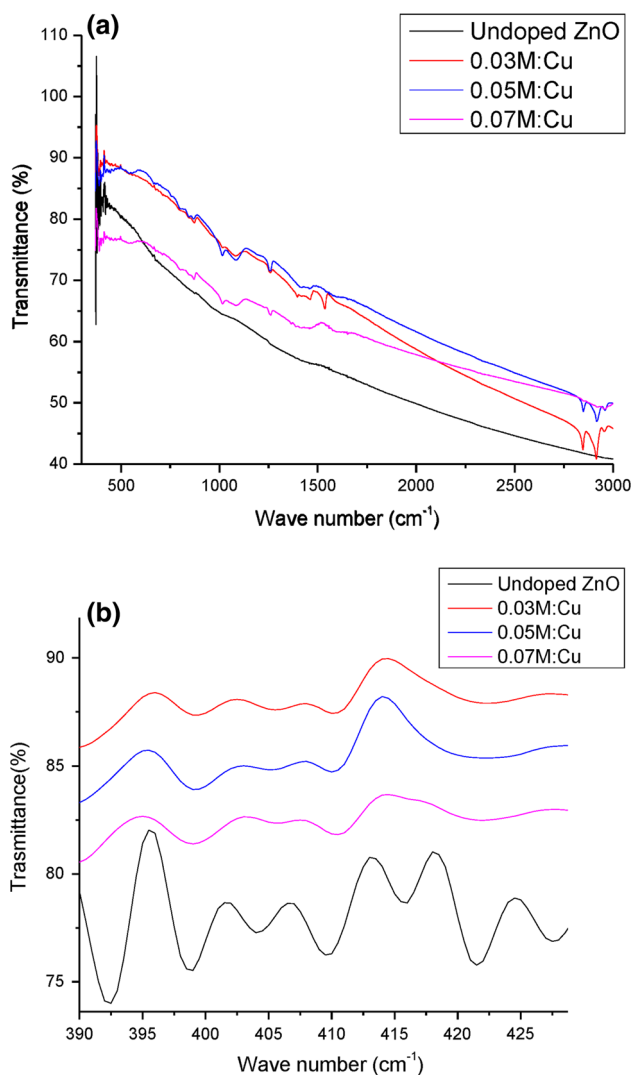 (a)
Undoped ZnO
0.03M:Cu
0.05M:Cu
0.07M:Cu
110
100
90
80
70
60
50
40
Transmittance (%)
500
1000
1500
2000
2500
3000
Wave number (cm-1)
(b)
Undoped ZnO
0.03M:Cu
0.05M:Cu
0.07M:Cu
90
85
80
75
Trasmittance(%)
390
395
400
405
410
415
420
425
Wave number (cm-1)